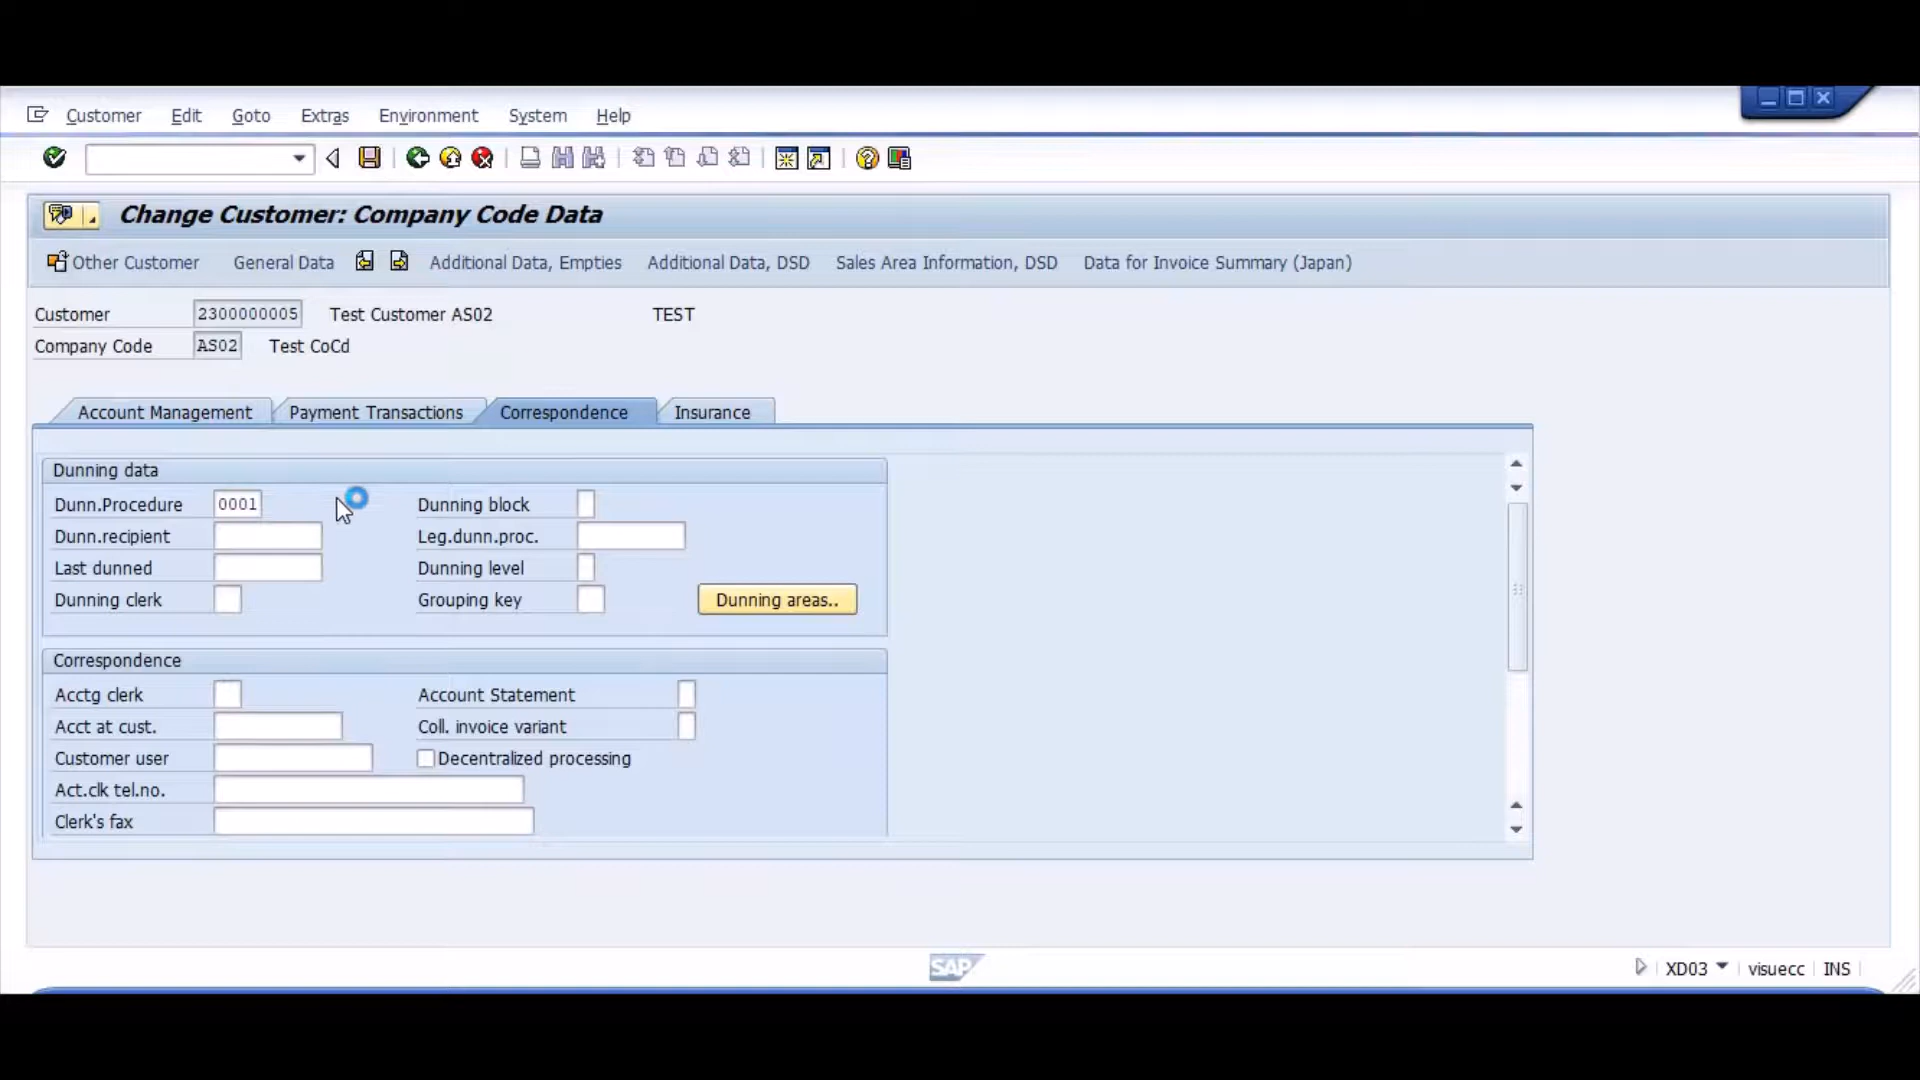 Customer Edit Goto Extras Environment System Help
Change Customer: Company Code Data
Other Customer General Data Additional Data, Empties Additional Data, DSD Sales Area Information, DSD Data for Invoice Summary (Japan)
Customer 2300000005 Test Customer AS02 TEST
Company Code AS02 Test CoCd
Account Management Payment Transactions Correspondence Insurance
Dunning data
Dunn.Procedure 0001 Dunning block
Dunn.recipient Leg.dunn.proc.
Last dunned Dunning level
Dunning clerk Grouping key Dunning areas..
Correspondence
Acctg clerk Account Statement
Acct at cust. Coll. invoice variant
Customer user Decentralized processing
Act.clk tel.no.
Clerk's fax
SAP XD03 visuecc INS